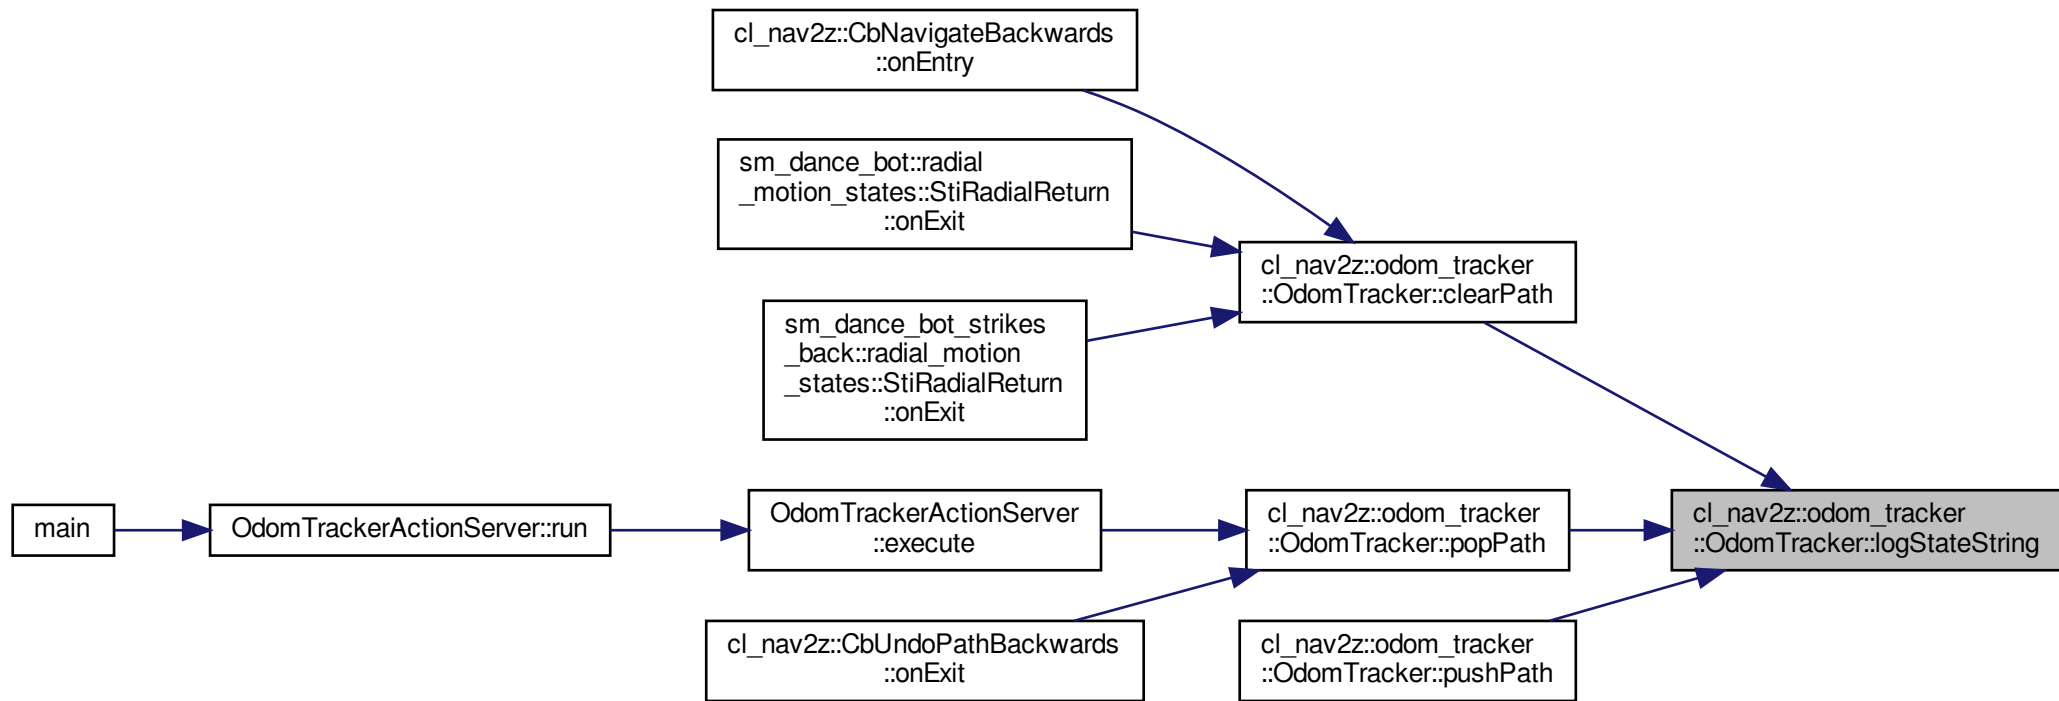 cl_nav2z::CbNavigateBackwards
::onEntry
sm_dance_bot::radial
_motion_states::StiRadialReturn
::onExit
cl_nav2z::odom_tracker
::OdomTracker::clearPath
sm_dance_bot_strikes
_back::radial_motion
_states::StiRadialReturn
::onExit
main
OdomTrackerActionServer::run
OdomTrackerActionServer
::execute
cl_nav2z::odom_tracker
::OdomTracker::popPath
cl_nav2z::odom_tracker
::OdomTracker::logStateString
cl_nav2z::CbUndoPathBackwards
::onExit
cl_nav2z::odom_tracker
::OdomTracker::pushPath